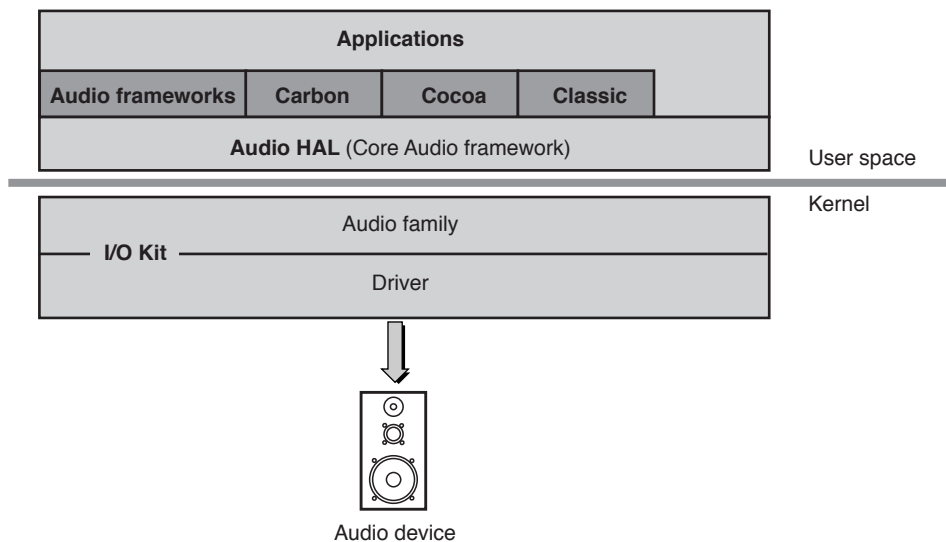 Applications
Audio frameworks Carbon Cocoa Classic
Audio HAL (Core Audio framework)
User space
Kernel
Audio family
I/O Kit
Driver
Audio device